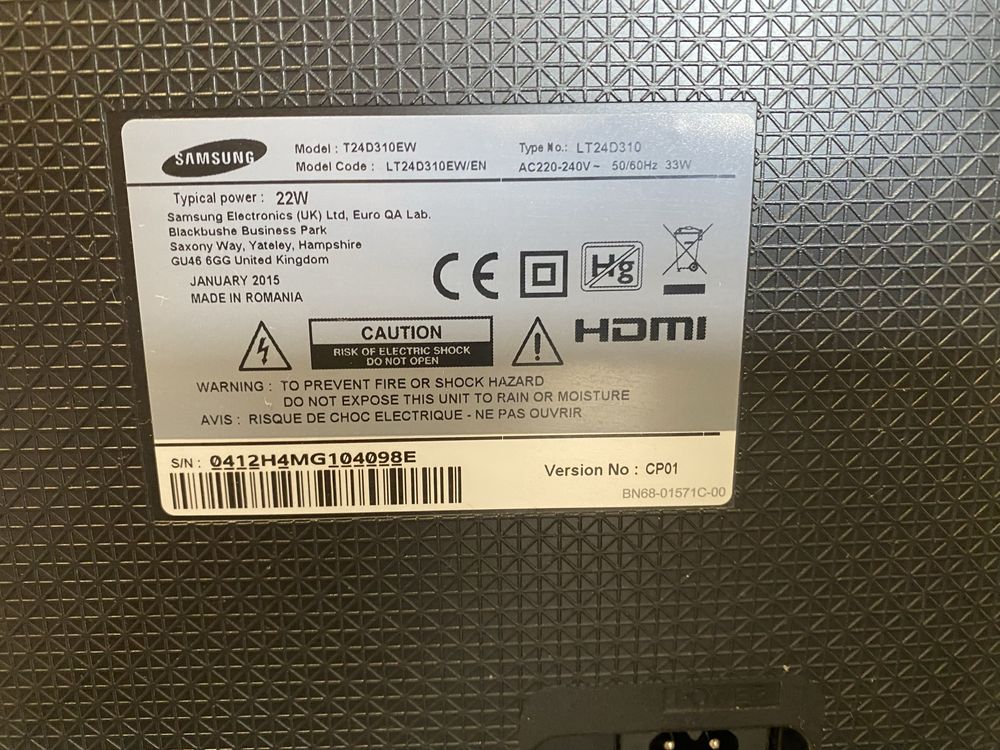 SAMSUNG
Model : T24D310EW
Type No.: LT24D310
Model Code : LT24D310EW/EN
AC220-240V~ 50/60Hz 33W
Typical power : 22W
Samsung Electronics (UK) Ltd, Euro QA Lab.
Blackbushe Business Park
Saxony Way, Yateley, Hampshire
GU46 6GG United Kingdom
JANUARY 2015
MADE IN ROMANIA
CE
Hg
HDMI
CAUTION
RISK OF ELECTRIC SHOCK
DO NOT OPEN
WARNING : TO PREVENT FIRE OR SHOCK HAZARD
DO NOT EXPOSE THIS UNIT TO RAIN OR MOISTURE
AVIS : RISQUE DE CHOC ELECTRIQUE - NE PAS OUVRIR
S/N : 0412H4MG104098E
Version No : CP01
BN68-01571C-00